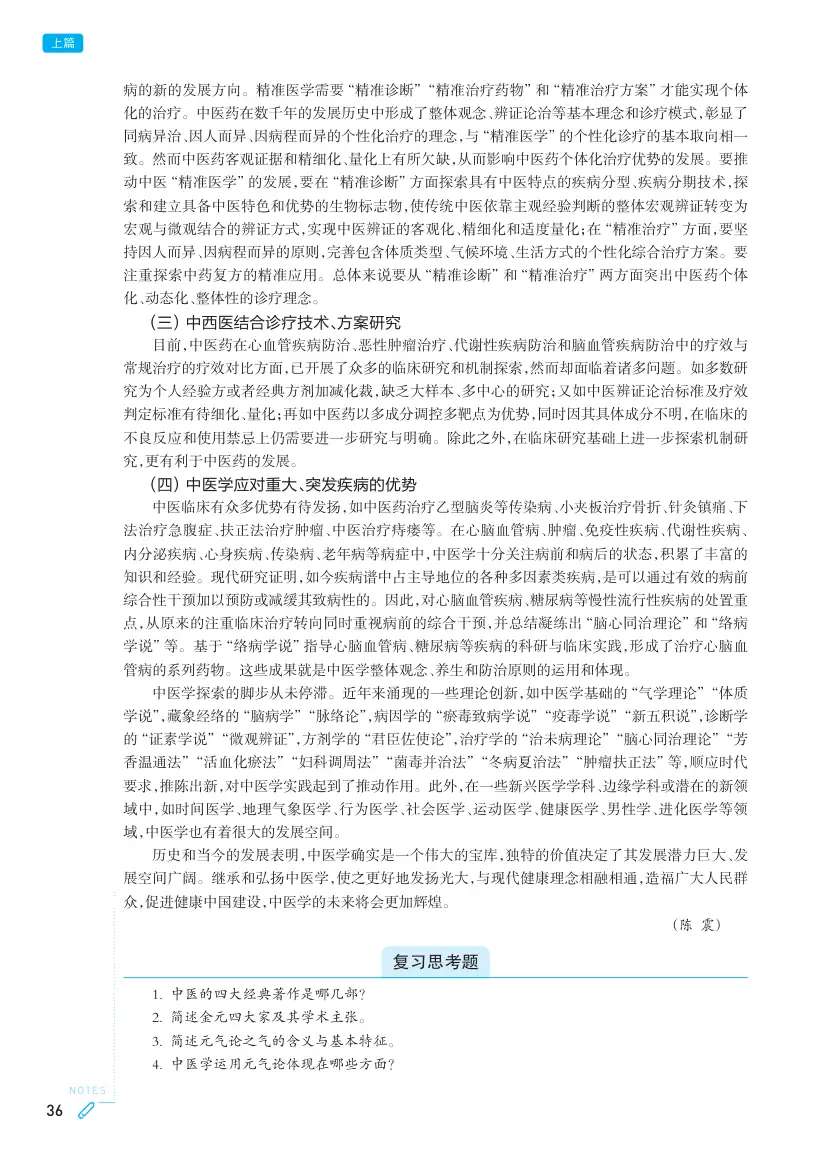 上篇
病的新的发展方向。精准医学需要“精准诊断”“精准治疗药物”和“精准治疗方案”才能实现个体
化的治疗。中医药在数千年的发展历史中形成了整体观念、辨证论治等基本理念和诊疗模式,彰显了
同病异治、因人而异、因病程而异的个性化治疗的理念,与“精准医学”的个性化诊疗的基本取向相一
致。然而中医药客观证据和精细化、量化上有所欠缺,从而影响中医药个体化治疗优势的发展。要推
动中医“精准医学”的发展,要在“精准诊断”方面探索具有中医特点的疾病分型、疾病分期技术,探
索和建立具备中医特色和优势的生物标志物,使传统中医依靠主观经验判断的整体宏观辨证转变为
宏观与微观结合的辨证方式,实现中医辨证的客观化、精细化和适度量化;在“精准治疗”方面,要坚
持因人而异、因病程而异的原则,完善包含体质类型、气候环境、生活方式的个性化综合治疗方案。要
注重探索中药复方的精准应用。总体来说要从“精准诊断”和“精准治疗”两方面突出中医药个体
化、动态化、整体性的诊疗理念。
(三)中西医结合诊疗技术、方案研究
目前,中医药在心血管疾病防治、恶性肿瘤治疗、代谢性疾病防治和脑血管疾病防治中的疗效与
常规治疗的疗效对比方面,已开展了众多的临床研究和机制探索,然而却面临着诸多问题。如多数研
究为个人经验方或者经典方剂加减化裁,缺乏大样本、多中心的研究;又如中医辨证论治标准及疗效
判定标准有待细化、量化;再如中医药以多成分调控多靶点为优势,同时因其具体成分不明,在临床的
不良反应和使用禁忌上仍需要进一步研究与明确。除此之外,在临床研究基础上进一步探索机制研
究,更有利于中医药的发展。
(四)中医学应对重大、突发疾病的优势
中医临床有众多优势有待发扬,如中医药治疗乙型脑炎等传染病、小夹板治疗骨折、针灸镇痛、下
法治疗急腹症、扶正法治疗肿瘤、中医治疗痔瘘等。在心脑血管病、肿瘤、免疫性疾病、代谢性疾病、
内分泌疾病、心身疾病、传染病、老年病等病症中,中医学十分关注病前和病后的状态,积累了丰富的
知识和经验。现代研究证明,如今疾病谱中占主导地位的各种多因素类疾病,是可以通过有效的病前
综合性干预加以预防或减缓其致病性的。因此,对心脑血管疾病、糖尿病等慢性流行性疾病的处置重
点,从原来的注重临床治疗转向同时重视病前的综合干预,并总结凝练出“脑心同治理论”和“络病
学说”等。基于“络病学说”指导心脑血管病、糖尿病等疾病的科研与临床实践,形成了治疗心脑血
管病的系列药物。这些成果就是中医学整体观念、养生和防治原则的运用和体现。
中医学探索的脚步从未停滞。近年来涌现的一些理论创新,如中医学基础的“气学理论”“体质
学说”,藏象经络的“脑病学”“脉络论”,病因学的“瘀毒致病学说”“疫毒学说”“新五积说”,诊断学
的“证素学说”“微观辨证”,方剂学的“君臣佐使论”,治疗学的“治未病理论”“脑心同治理论”“芳
香温通法”“活血化瘀法”“妇科调周法”“菌毒并治法”“冬病夏治法”“肿瘤扶正法”等,顺应时代
要求,推陈出新,对中医学实践起到了推动作用。此外,在一些新兴医学学科、边缘学科或潜在的新领
域中,如时间医学、地理气象医学、行为医学、社会医学、运动医学、健康医学、男性学、进化医学等领
域,中医学也有着很大的发展空间。
历史和当今的发展表明,中医学确实是一个伟大的宝库,独特的价值决定了其发展潜力巨大、发
展空间广阔。继承和弘扬中医学,使之更好地发扬光大,与现代健康理念相融相通,造福广大人民群
众,促进健康中国建设,中医学的未来将会更加辉煌。
(陈 震)
复习思考题
1. 中医的四大经典著作是哪几部?
2. 简述金元四大家及其学术主张。
3. 简述元气论之气的含义与基本特征。
4. 中医学运用元气论体现在哪些方面?
NOTES
36